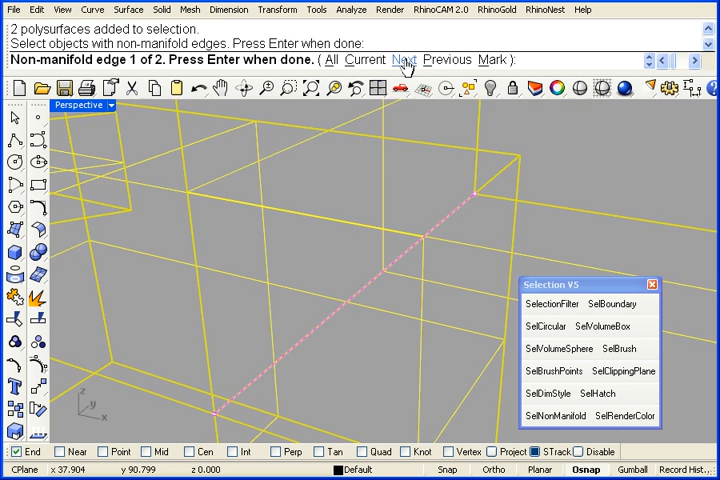 File Edit View Curve Surface Solid Mesh Dimension Transform Tools Analyze Render RhinoCAM 2.0 RhinoGold RhinoNest Help
2 polysurfaces added to selection.
Select objects with non-manifold edges. Press Enter when done:
Non-manifold edge 1 of 2. Press Enter when done. ( All Current Next Previous Mark ):
Perspective
Selection V5
SelectionFilter SelBoundary
SelCircular SelVolumeBox
SelVolumeSphere SelBrush
SelBrushPoints SelClippingPlane
SelDimStyle SelHatch
SelNonManifold SelRenderColor
z
y
x
End Near Point Mid Cen Int Perp Tan Quad Knot Vertex Project STrack Disable
CPlane x 37.904 y 90.799 z 0.000 Default Snap Ortho Planar Osnap Gumball Record Hist...